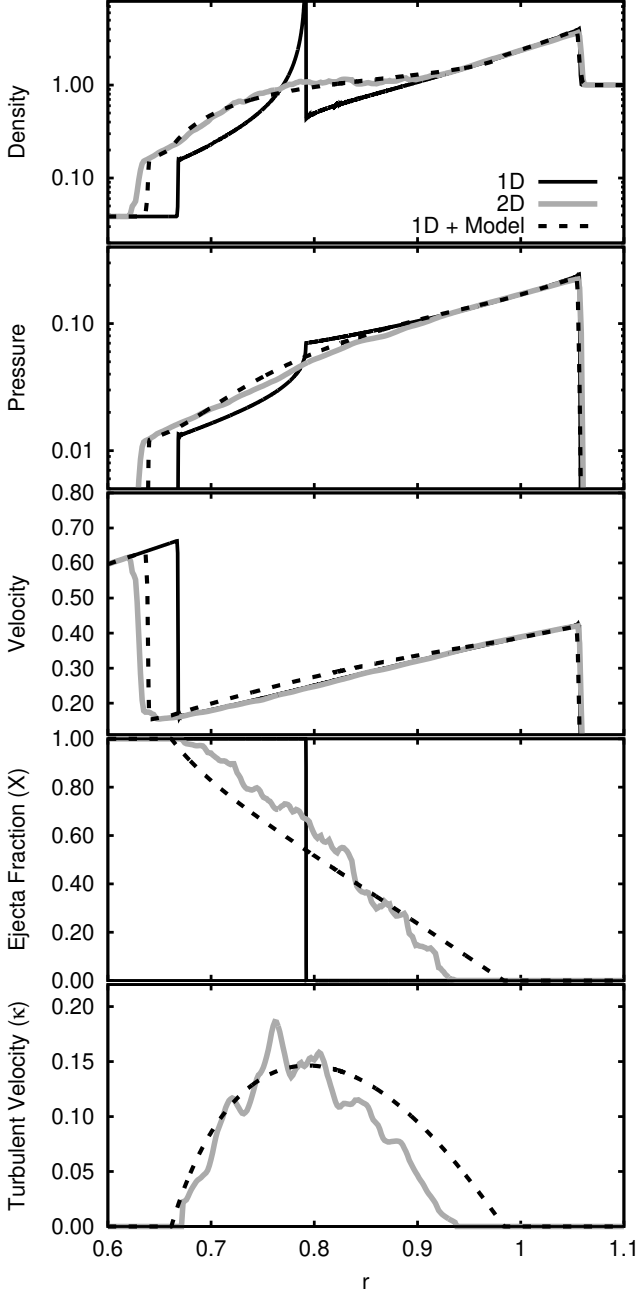 Density
1.00
0.10
1D
2D
1D + Model
Pressure
0.10
0.01
Velocity
0.80
0.70
0.60
0.50
0.40
0.30
0.20
Ejecta Fraction (X)
1.00
0.80
0.60
0.40
0.20
0.00
Turbulent Velocity (κ)
0.20
0.15
0.10
0.05
0.00
0.6 0.7 0.8 0.9 1 1.1
r